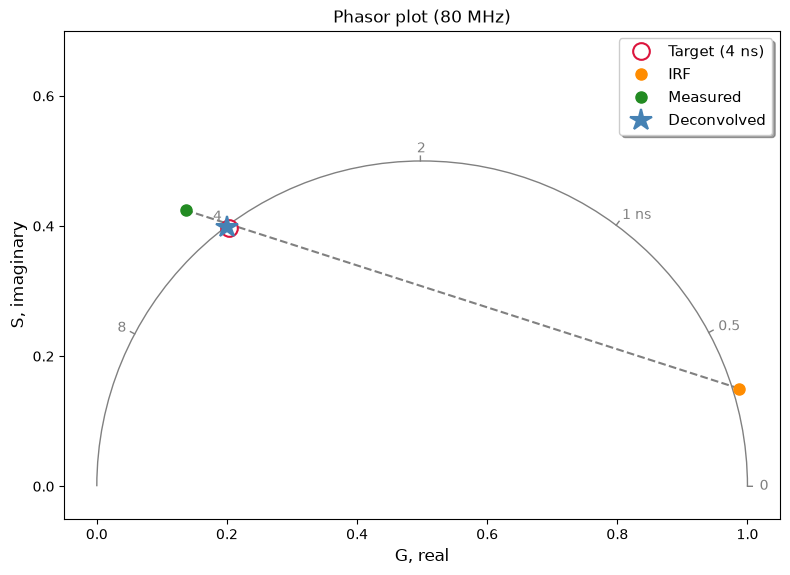 Phasor plot (80 MHz)
Target (4 ns)
IRF
Measured
Deconvolved
0.6
0.4
0.2
0.0
S, imaginary
2
4
1 ns
8
0.5
0
0.0
0.2
0.4
0.6
0.8
1.0
G, real